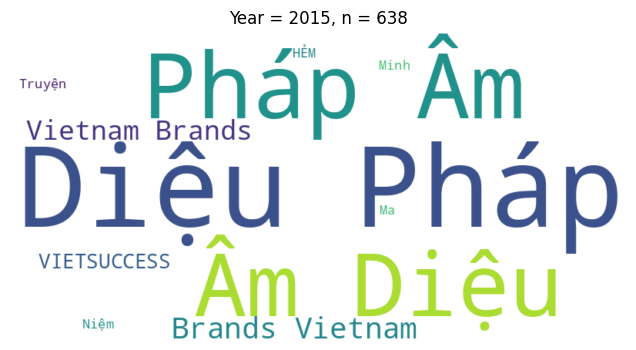 Year = 2015, n = 638
Pháp Âm
HẺM
Minh
Truyện
Vietnam Brands
Diệu Pháp
Ma
VIETSUCCESS
Âm Diệu
Niệm
Brands Vietnam